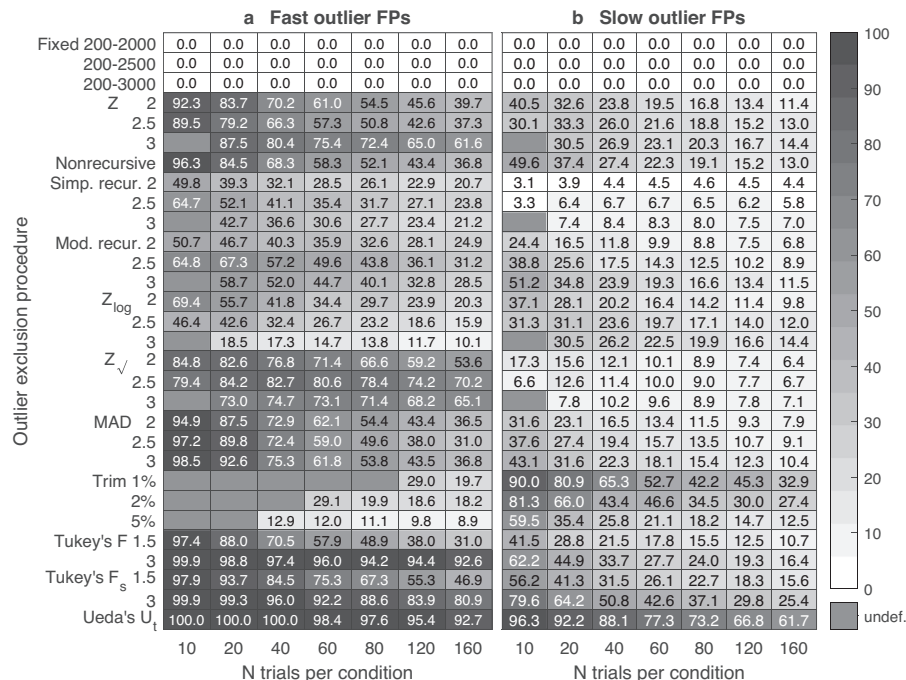 a Fast outlier FPs b Slow outlier FPs
Fixed 200-2000 0.0 0.0 0.0 0.0 0.0 0.0 0.0 0.0 0.0 0.0 0.0 0.0 0.0 0.0 100
200-2500 0.0 0.0 0.0 0.0 0.0 0.0 0.0 0.0 0.0 0.0 0.0 0.0 0.0 0.0
200-3000 0.0 0.0 0.0 0.0 0.0 0.0 0.0 0.0 0.0 0.0 0.0 0.0 0.0 0.0
Z 2 92.3 83.7 70.2 61.0 54.5 45.6 39.7 40.5 32.6 23.8 19.5 16.8 13.4 11.4 90
2.5 89.5 79.2 66.3 57.3 50.8 42.6 37.3 30.1 33.3 26.0 21.6 18.8 15.2 13.0
3 87.5 80.4 75.4 72.4 65.0 61.6 30.5 26.9 23.1 20.3 16.7 14.4
Nonrecursive 96.3 84.5 68.3 58.3 52.1 43.4 36.8 49.6 37.4 27.4 22.3 19.1 15.2 13.0 80
Simp. recur. 2 49.8 39.3 32.1 28.5 26.1 22.9 20.7 3.1 3.9 4.4 4.5 4.6 4.5 4.4
2.5 64.7 52.1 41.1 35.4 31.7 27.1 23.8 3.3 6.4 6.7 6.7 6.5 6.2 5.8
3 42.7 36.6 30.6 27.7 23.4 21.2 7.4 8.4 8.3 8.0 7.5 7.0 70
Mod. recur. 2 50.7 46.7 40.3 35.9 32.6 28.1 24.9 24.4 16.5 11.8 9.9 8.8 7.5 6.8
2.5 64.8 67.3 57.2 49.6 43.8 36.1 31.2 38.8 25.6 17.5 14.3 12.5 10.2 8.9
3 58.7 52.0 44.7 40.1 32.8 28.5 51.2 34.8 23.9 19.3 16.6 13.4 11.5 60
Z log 2 69.4 55.7 41.8 34.4 29.7 23.9 20.3 37.1 28.1 20.2 16.4 14.2 11.4 9.8
2.5 46.4 42.6 32.4 26.7 23.2 18.6 15.9 31.3 31.1 23.6 19.7 17.1 14.0 12.0
3 18.5 17.3 14.7 13.8 11.7 10.1 30.5 26.2 22.5 19.9 16.6 14.4 50
Z √ 2 84.8 82.6 76.8 71.4 66.6 59.2 53.6 17.3 15.6 12.1 10.1 8.9 7.4 6.4
2.5 79.4 84.2 82.7 80.6 78.4 74.2 70.2 6.6 12.6 11.4 10.0 9.0 7.7 6.7
3 73.0 74.7 73.1 71.4 68.2 65.1 7.8 10.2 9.6 8.9 7.8 7.1 40
MAD 2 94.9 87.5 72.9 62.1 54.4 43.4 36.5 31.6 23.1 16.5 13.4 11.5 9.3 7.9
2.5 97.2 89.8 72.4 59.0 49.6 38.0 31.0 37.6 27.4 19.4 15.7 13.5 10.7 9.1
3 98.5 92.6 75.3 61.8 53.8 43.5 36.8 43.1 31.6 22.3 18.1 15.4 12.3 10.4 30
Trim 1% 29.0 19.7 90.0 80.9 65.3 52.7 42.2 45.3 32.9
2% 29.1 19.9 18.6 18.2 81.3 66.0 43.4 46.6 34.5 30.0 27.4 20
5% 12.9 12.0 11.1 9.8 8.9 59.5 35.4 25.8 21.1 18.2 14.7 12.5
Tukey's F 1.5 97.4 88.0 70.5 57.9 48.9 38.0 31.0 41.5 28.8 21.5 17.8 15.5 12.5 10.7
3 99.9 98.8 97.4 96.0 94.2 94.4 92.6 62.2 44.9 33.7 27.7 24.0 19.3 16.4 10
Tukey's F s 1.5 97.9 93.7 84.5 75.3 67.3 55.3 46.9 56.2 41.3 31.5 26.1 22.7 18.3 15.6
3 99.9 99.3 96.0 92.2 88.6 83.9 80.9 79.6 64.2 50.8 42.6 37.1 29.8 25.4 0
Ueda's U t 100.0 100.0 100.0 98.4 97.6 95.4 92.7 96.3 92.2 88.1 77.3 73.2 66.8 61.7 undef.
10 20 40 60 80 120 160 10 20 40 60 80 120 160
N trials per condition N trials per condition
Outlier exclusion procedure